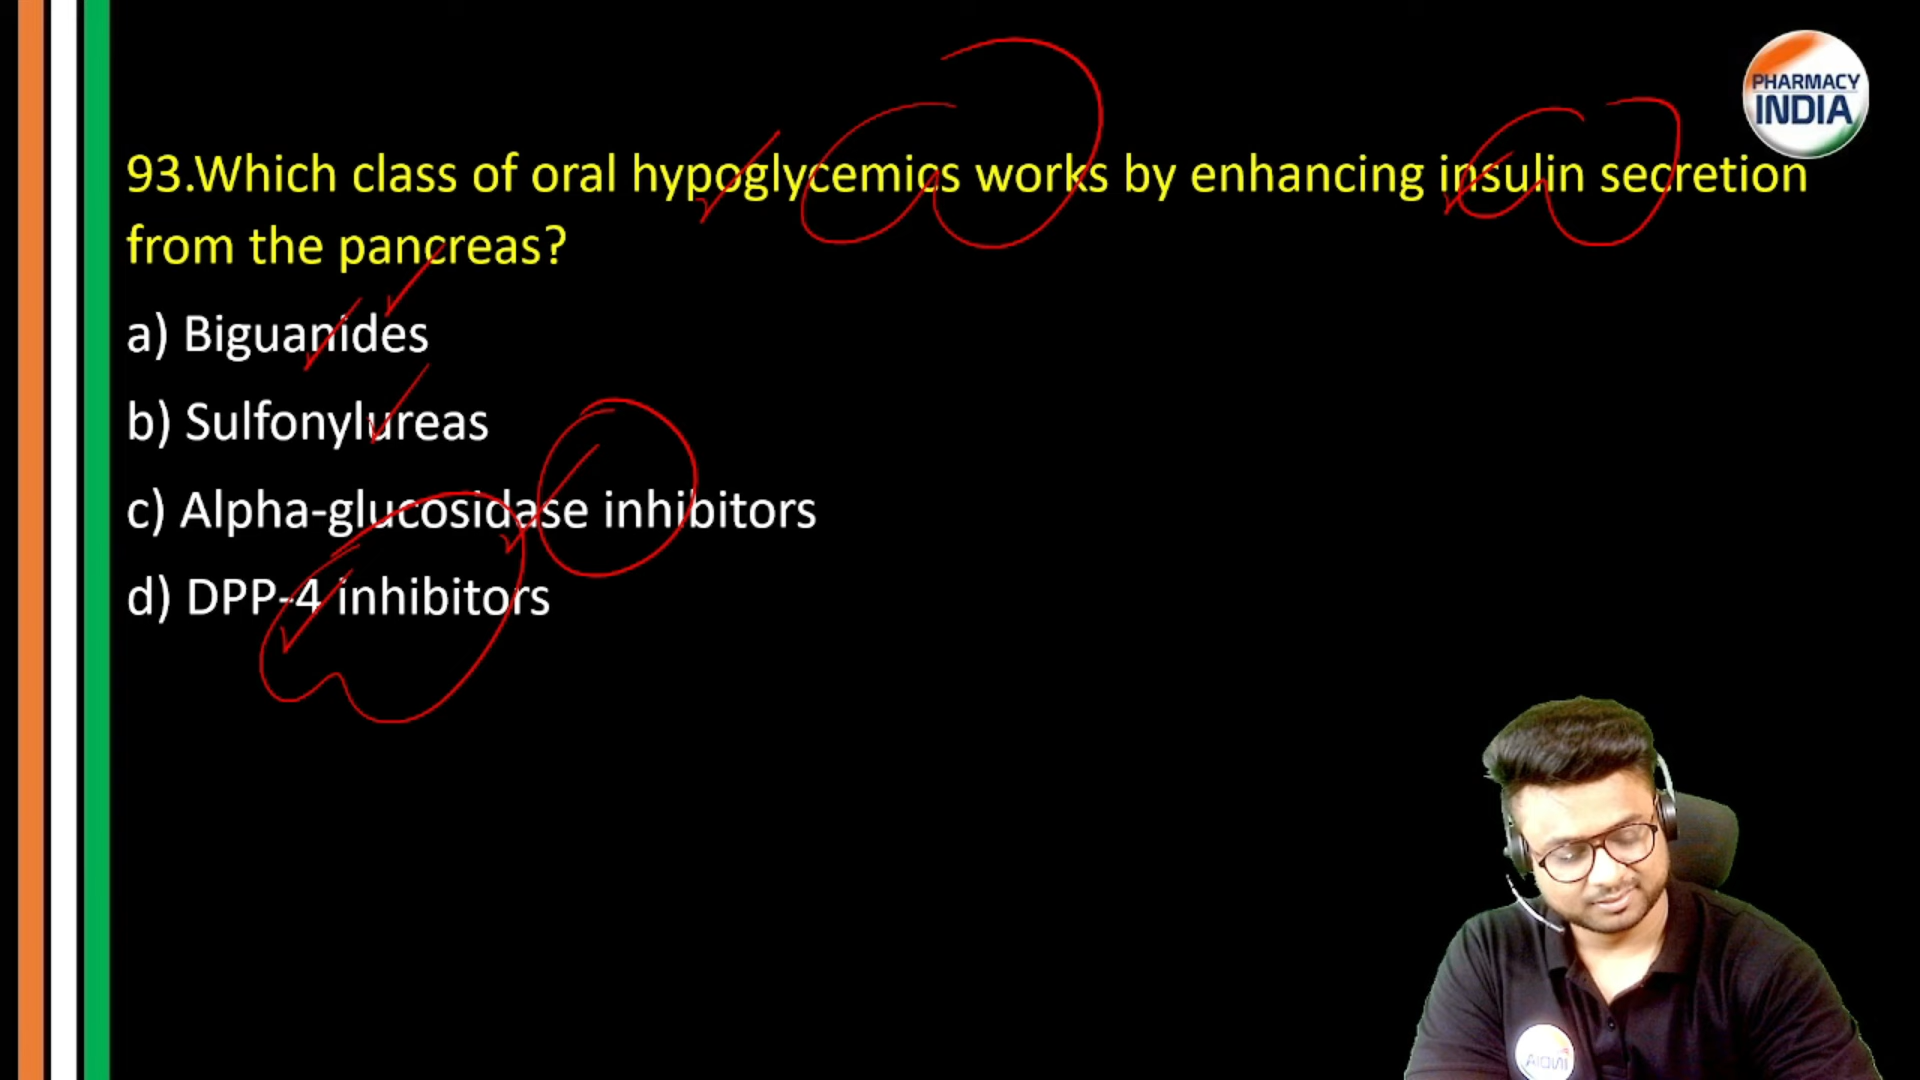 PHARMACY
INDIA
93.Which class of oral hypoglycemics works by enhancing insulin secretion
from the pancreas?
a) Biguanides
b) Sulfonylureas
c) Alpha-glucosidase inhibitors
d) DPP-4 inhibitors